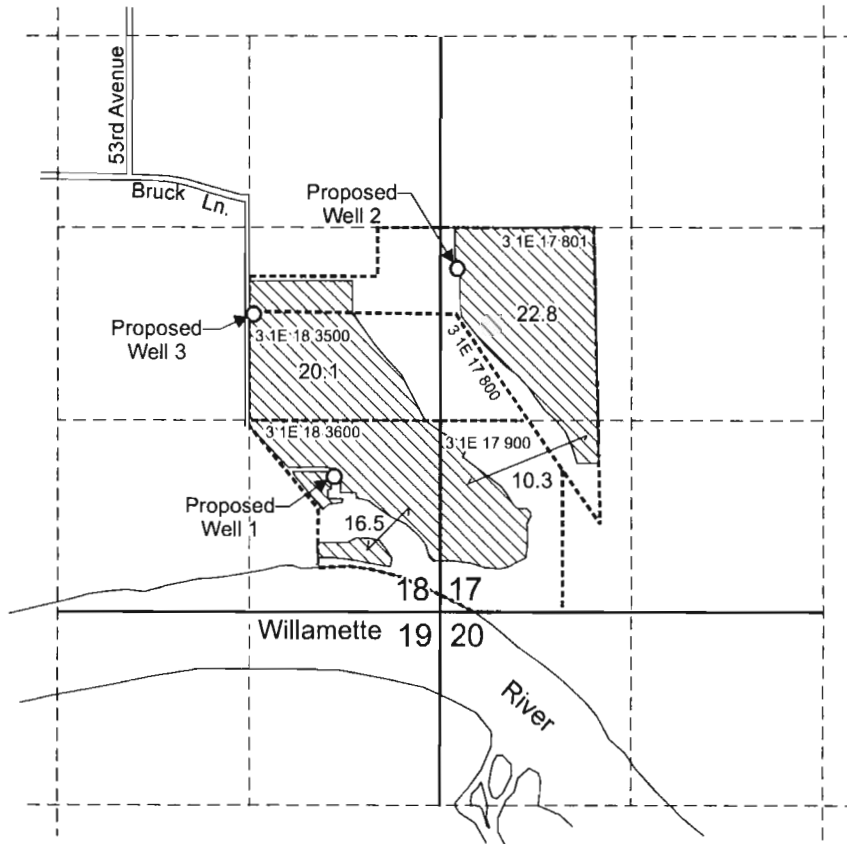 53rd Avenue
Bruck Ln.
Proposed
Well 2
3 1E 17 801
22.8
Proposed
Well 3
3 1E 18 3500
20.1
3 1E 17 800
3 1E 18 3600
3 1E 17 900
10.3
Proposed
Well 1
16.5
18 17
Willamette 19 20
River